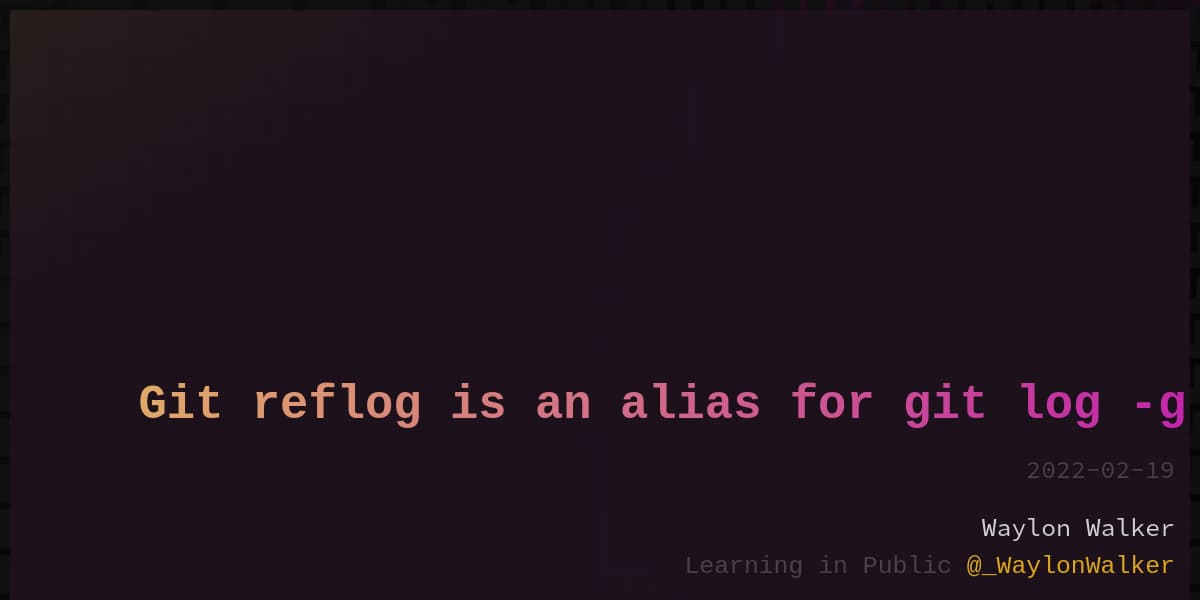 Git reflog is an alias for git log -g
2022-02-19
Waylon Walker
Learning in Public @_WaylonWalker